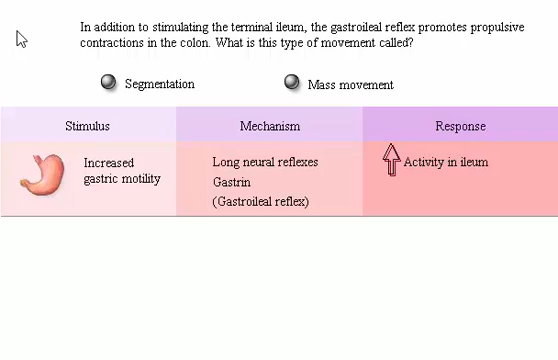 In addition to stimulating the terminal ileum, the gastroileal reflex promotes propulsive
contractions in the colon. What is this type of movement called?
Segmentation
Mass movement
Stimulus
Mechanism
Response
Increased
gastric motility
Long neural reflexes
Gastrin
(Gastroileal reflex)
Activity in ileum